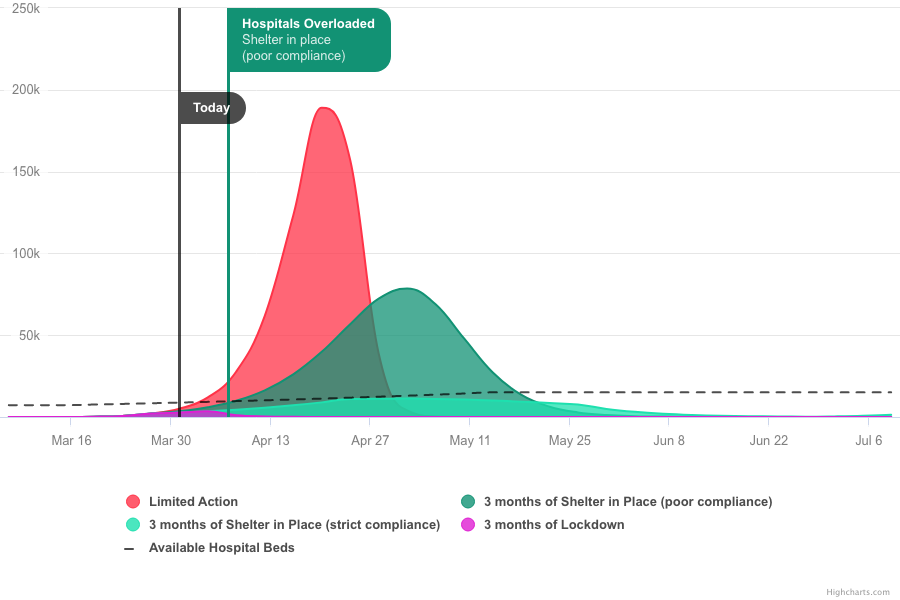 250k
Hospitals Overloaded
Shelter in place
(poor compliance)
200k
Today
150k
100k
50k
Mar 16 Mar 30 Apr 13 Apr 27 May 11 May 25 Jun 8 Jun 22 Jul 6
Limited Action 3 months of Shelter in Place (poor compliance)
3 months of Shelter in Place (strict compliance) 3 months of Lockdown
Available Hospital Beds
Highcharts.com